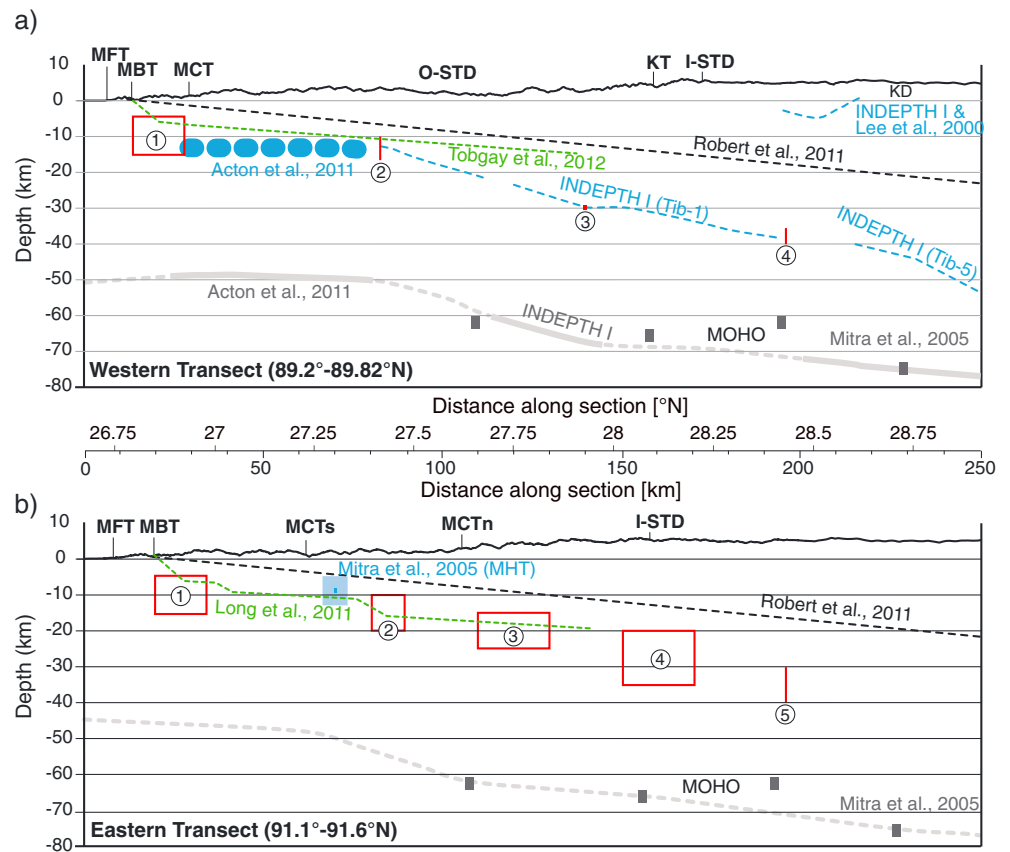 a)
MFT
MBT
MCT
O-STD
KT
I-STD
10
0
-10
-20
-30
-40
-50
-60
-70
-80
Depth (km)
KD
INDEPTH I &
Lee et al., 2000
1
Acton et al., 2011
2
Tobgay et al., 2012
Robert et al., 2011
INDEPTH I (Tib-1)
3
4
INDEPTH I (Tib-5)
Acton et al., 2011
INDEPTH I
MOHO
Mitra et al., 2005
Western Transect (89.2°-89.82°N)
Distance along section [°N]
26.75 27 27.25 27.5 27.75 28 28.25 28.5 28.75
0 50 100 150 200 250
Distance along section [km]
b)
MFT MBT MCTs MCTn I-STD
10
0
-10
-20
-30
-40
-50
-60
-70
-80
Depth (km)
Mitra et al., 2005 (MHT)
1
Long et al., 2011
2
3
Robert et al., 2011
4
5
MOHO
Mitra et al., 2005
Eastern Transect (91.1°-91.6°N)